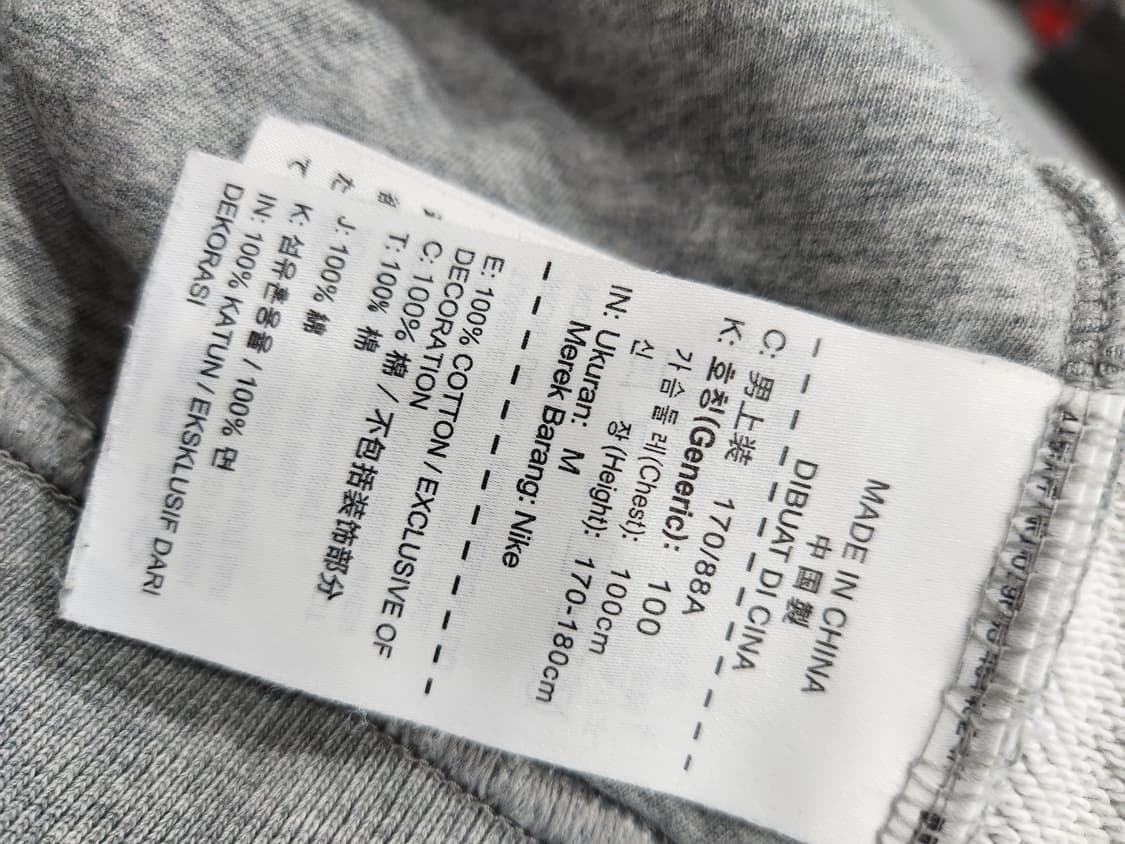 MADE IN CHINA
中国製
DIBUAT DI CINA
C: 男上装 170/88A
K: 호칭(Generic): 100
가슴둘레(Chest): 100cm
신 장(Height): 170-180cm
IN: Ukuran: M
Merek Barang: Nike
E: 100% COTTON / EXCLUSIVE OF
DECORATION
C: 100% 棉 / 不包括装饰部分
T: 100% 棉
J: 100% 綿
K: 섬유혼용율 / 100% 면
IN: 100% KATUN / EKSKLUSIF DARI
DEKORASI
た
て